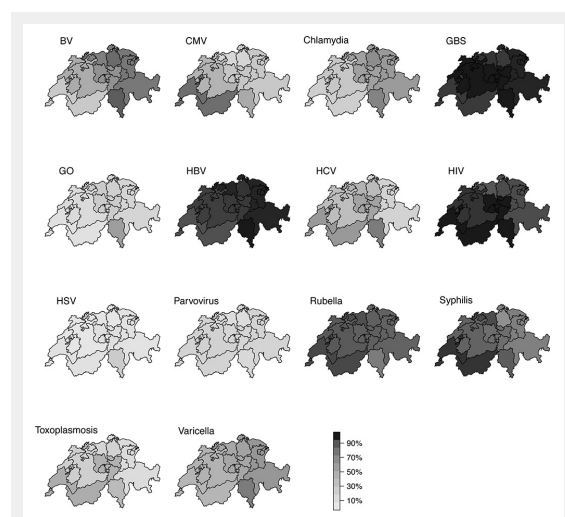 BV CMV Chlamydia GBS
GO HBV HCV HIV
HSV Parvovirus Rubella Syphilis
Toxoplasmosis Varicella
90%
70%
50%
30%
10%